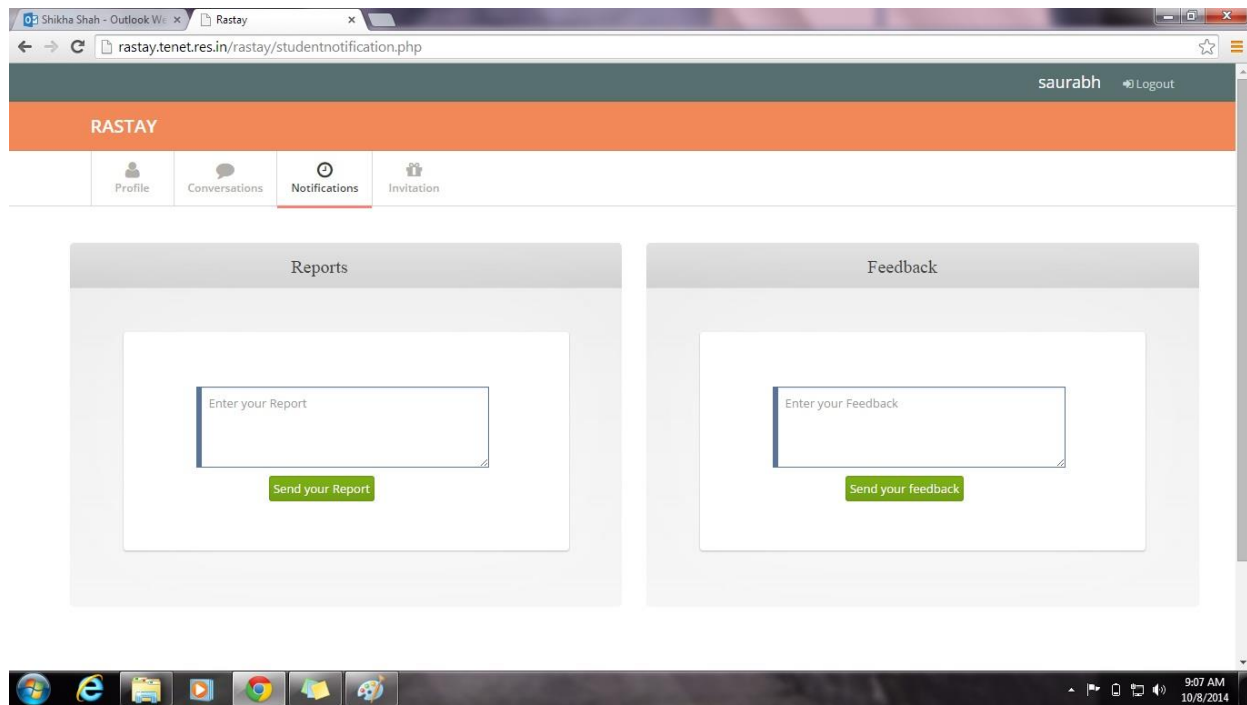 Shikha Shah - Outlook We
Rastay
rastay.tenet.res.in/rastay/studentnotification.php
saurabh Logout
RASTAY
Profile
Conversations
Notifications
Invitation
Reports
Enter your Report
Send your Report
Feedback
Enter your Feedback
Send your feedback
9:07 AM
10/8/2014